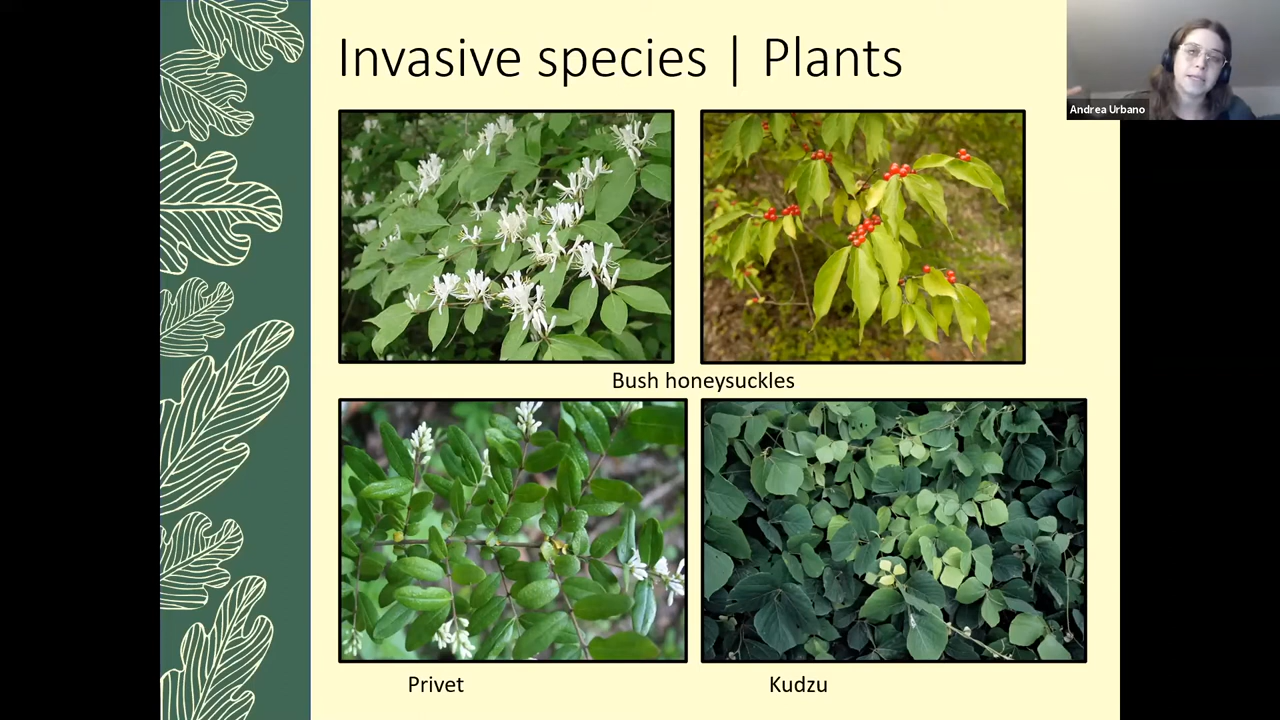 Invasive species | Plants
Andrea Urbano
Bush honeysuckles
Privet
Kudzu